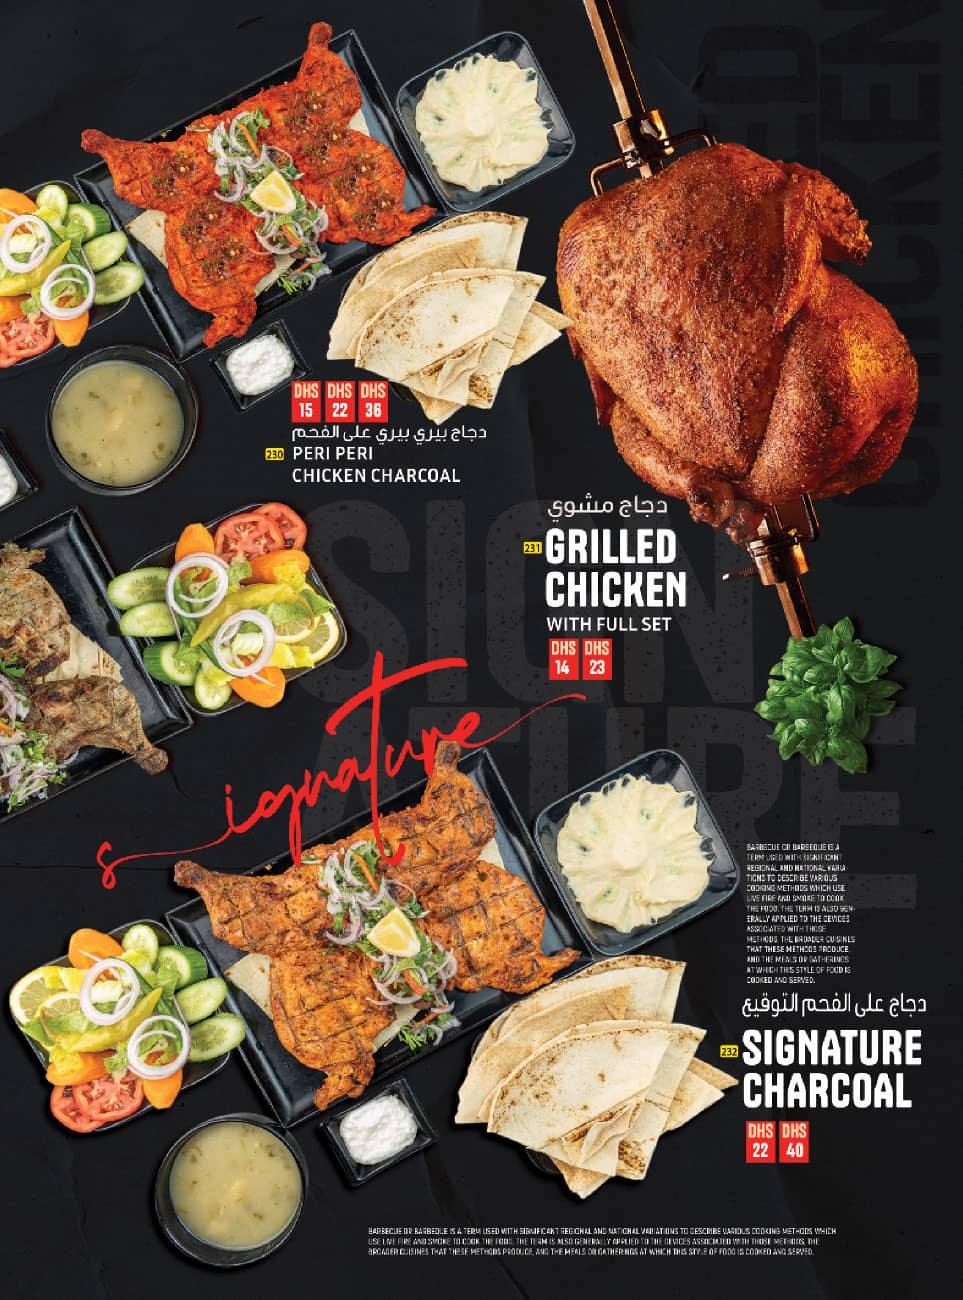 CHICKEN
DHS DHS DHS
15 22 36
دجاج بيري بيري على الفحم
230 PERI PERI
CHICKEN CHARCOAL
SIGN
ATURE
دجاج مشوي
231 GRILLED
CHICKEN
WITH FULL SET
DHS DHS
14 23
signature
BARBECUE OR BARBEQUE IS A
TERM USED WITH SIGNIFICANT
REGIONAL AND NATIONAL VARIA-
TIONS TO DESCRIBE VARIOUS
COOKING METHODS WHICH USE
LIVE FIRE AND SMOKE TO COOK
THE FOOD. THE TERM IS ALSO GEN-
ERALLY APPLIED TO THE DEVICES
ASSOCIATED WITH THOSE
METHODS, THE BROADER CUISINES
THAT THESE METHODS PRODUCE,
AND THE MEALS OR GATHERINGS
AT WHICH THIS STYLE OF FOOD IS
COOKED AND SERVED.
دجاج على الفحم التوقيع
232 SIGNATURE
CHARCOAL
DHS DHS
22 40
BARBECUE OR BARBEQUE IS A TERM USED WITH SIGNIFICANT REGIONAL AND NATIONAL VARIATIONS TO DESCRIBE VARIOUS COOKING METHODS WHICH
USE LIVE FIRE AND SMOKE TO COOK THE FOOD. THE TERM IS ALSO GENERALLY APPLIED TO THE DEVICES ASSOCIATED WITH THOSE METHODS, THE
BROADER CUISINES THAT THESE METHODS PRODUCE, AND THE MEALS OR GATHERINGS AT WHICH THIS STYLE OF FOOD IS COOKED AND SERVED.